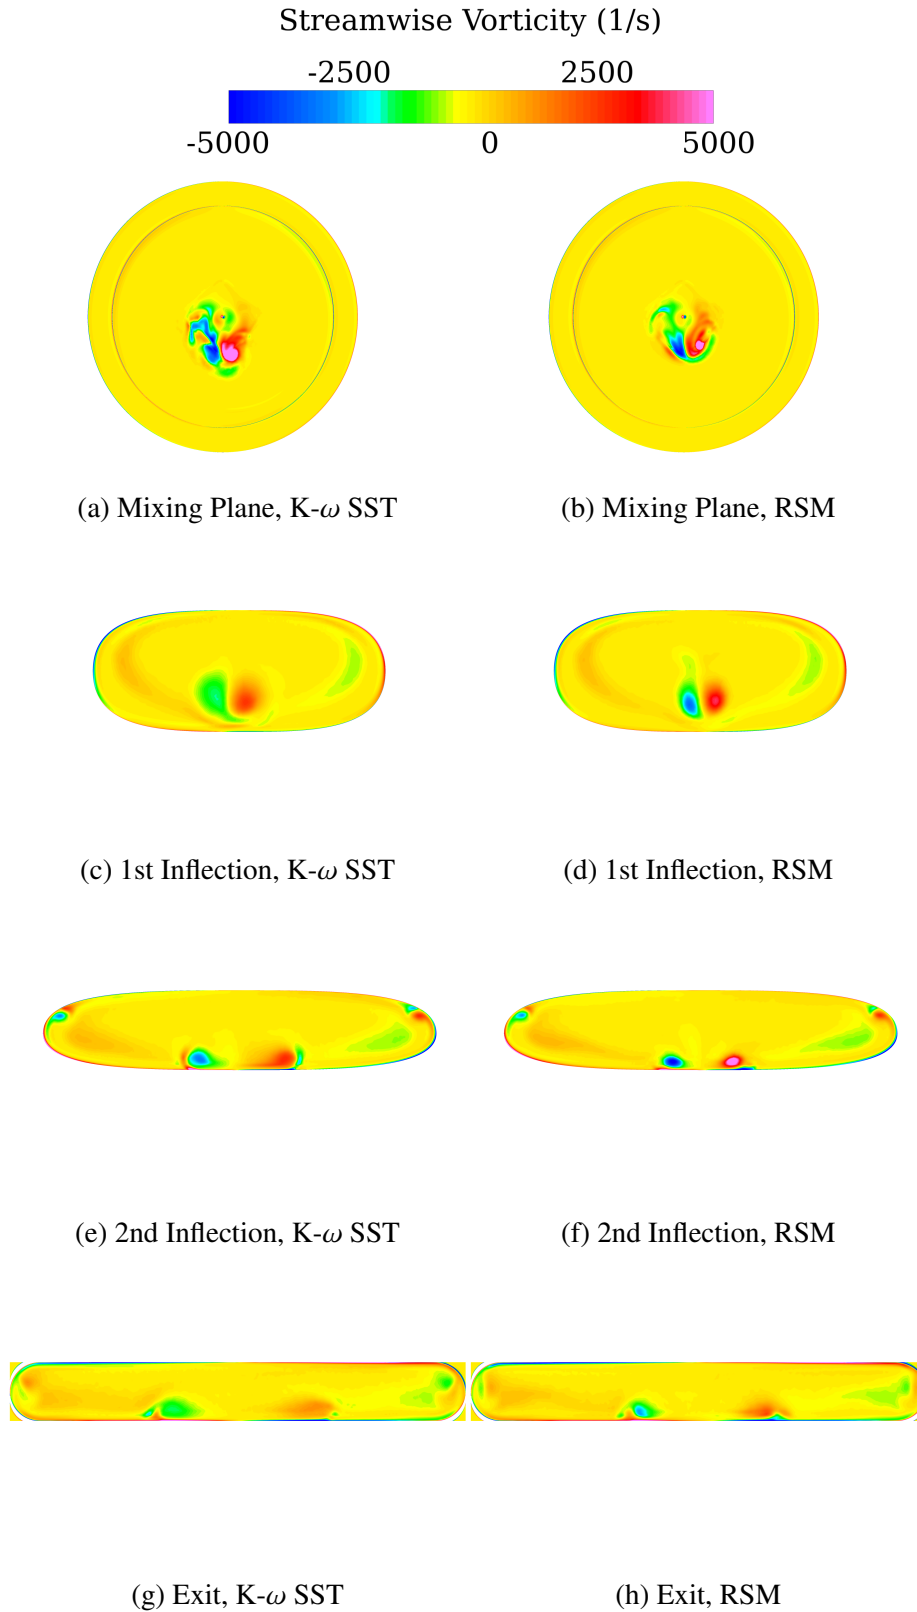 Streamwise Vorticity (1/s)
-2500 2500
-5000 0 5000
(a) Mixing Plane, K-ω SST
(b) Mixing Plane, RSM
(c) 1st Inflection, K-ω SST
(d) 1st Inflection, RSM
(e) 2nd Inflection, K-ω SST
(f) 2nd Inflection, RSM
(g) Exit, K-ω SST
(h) Exit, RSM